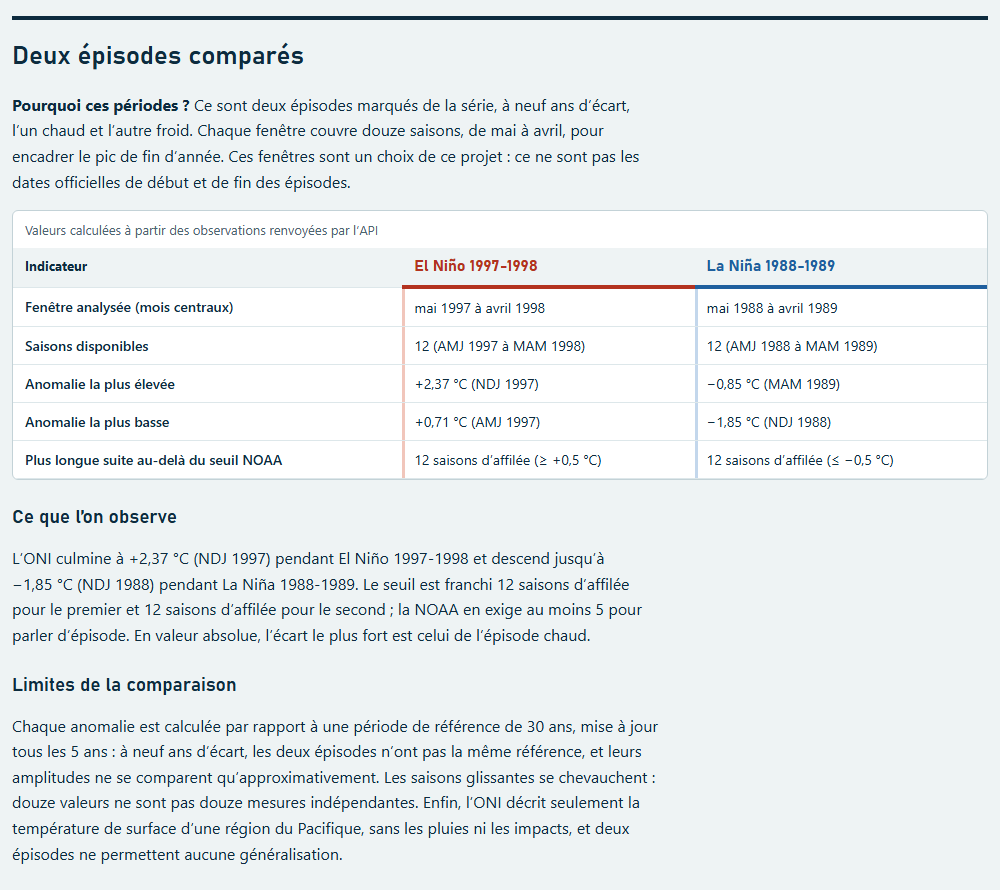 Deux épisodes comparés
Pourquoi ces périodes ? Ce sont deux épisodes marqués de la série, à neuf ans d’écart,
l’un chaud et l’autre froid. Chaque fenêtre couvre douze saisons, de mai à avril, pour
encadrer le pic de fin d’année. Ces fenêtres sont un choix de ce projet : ce ne sont pas les
dates officielles de début et de fin des épisodes.
Valeurs calculées à partir des observations renvoyées par l’API
Indicateur El Niño 1997-1998 La Niña 1988-1989
Fenêtre analysée (mois centraux) mai 1997 à avril 1998 mai 1988 à avril 1989
Saisons disponibles 12 (AMJ 1997 à MAM 1998) 12 (AMJ 1988 à MAM 1989)
Anomalie la plus élevée +2,37 °C (NDJ 1997) −0,85 °C (MAM 1989)
Anomalie la plus basse +0,71 °C (AMJ 1997) −1,85 °C (NDJ 1988)
Plus longue suite au-delà du seuil NOAA 12 saisons d’affilée (≥ +0,5 °C) 12 saisons d’affilée (≤ −0,5 °C)
Ce que l’on observe
L’ONI culmine à +2,37 °C (NDJ 1997) pendant El Niño 1997-1998 et descend jusqu’à
−1,85 °C (NDJ 1988) pendant La Niña 1988-1989. Le seuil est franchi 12 saisons d’affilée
pour le premier et 12 saisons d’affilée pour le second ; la NOAA en exige au moins 5 pour
parler d’épisode. En valeur absolue, l’écart le plus fort est celui de l’épisode chaud.
Limites de la comparaison
Chaque anomalie est calculée par rapport à une période de référence de 30 ans, mise à jour
tous les 5 ans : à neuf ans d’écart, les deux épisodes n’ont pas la même référence, et leurs
amplitudes ne se comparent qu’approximativement. Les saisons glissantes se chevauchent :
douze valeurs ne sont pas douze mesures indépendantes. Enfin, l’ONI décrit seulement la
température de surface d’une région du Pacifique, sans les pluies ni les impacts, et deux
épisodes ne permettent aucune généralisation.